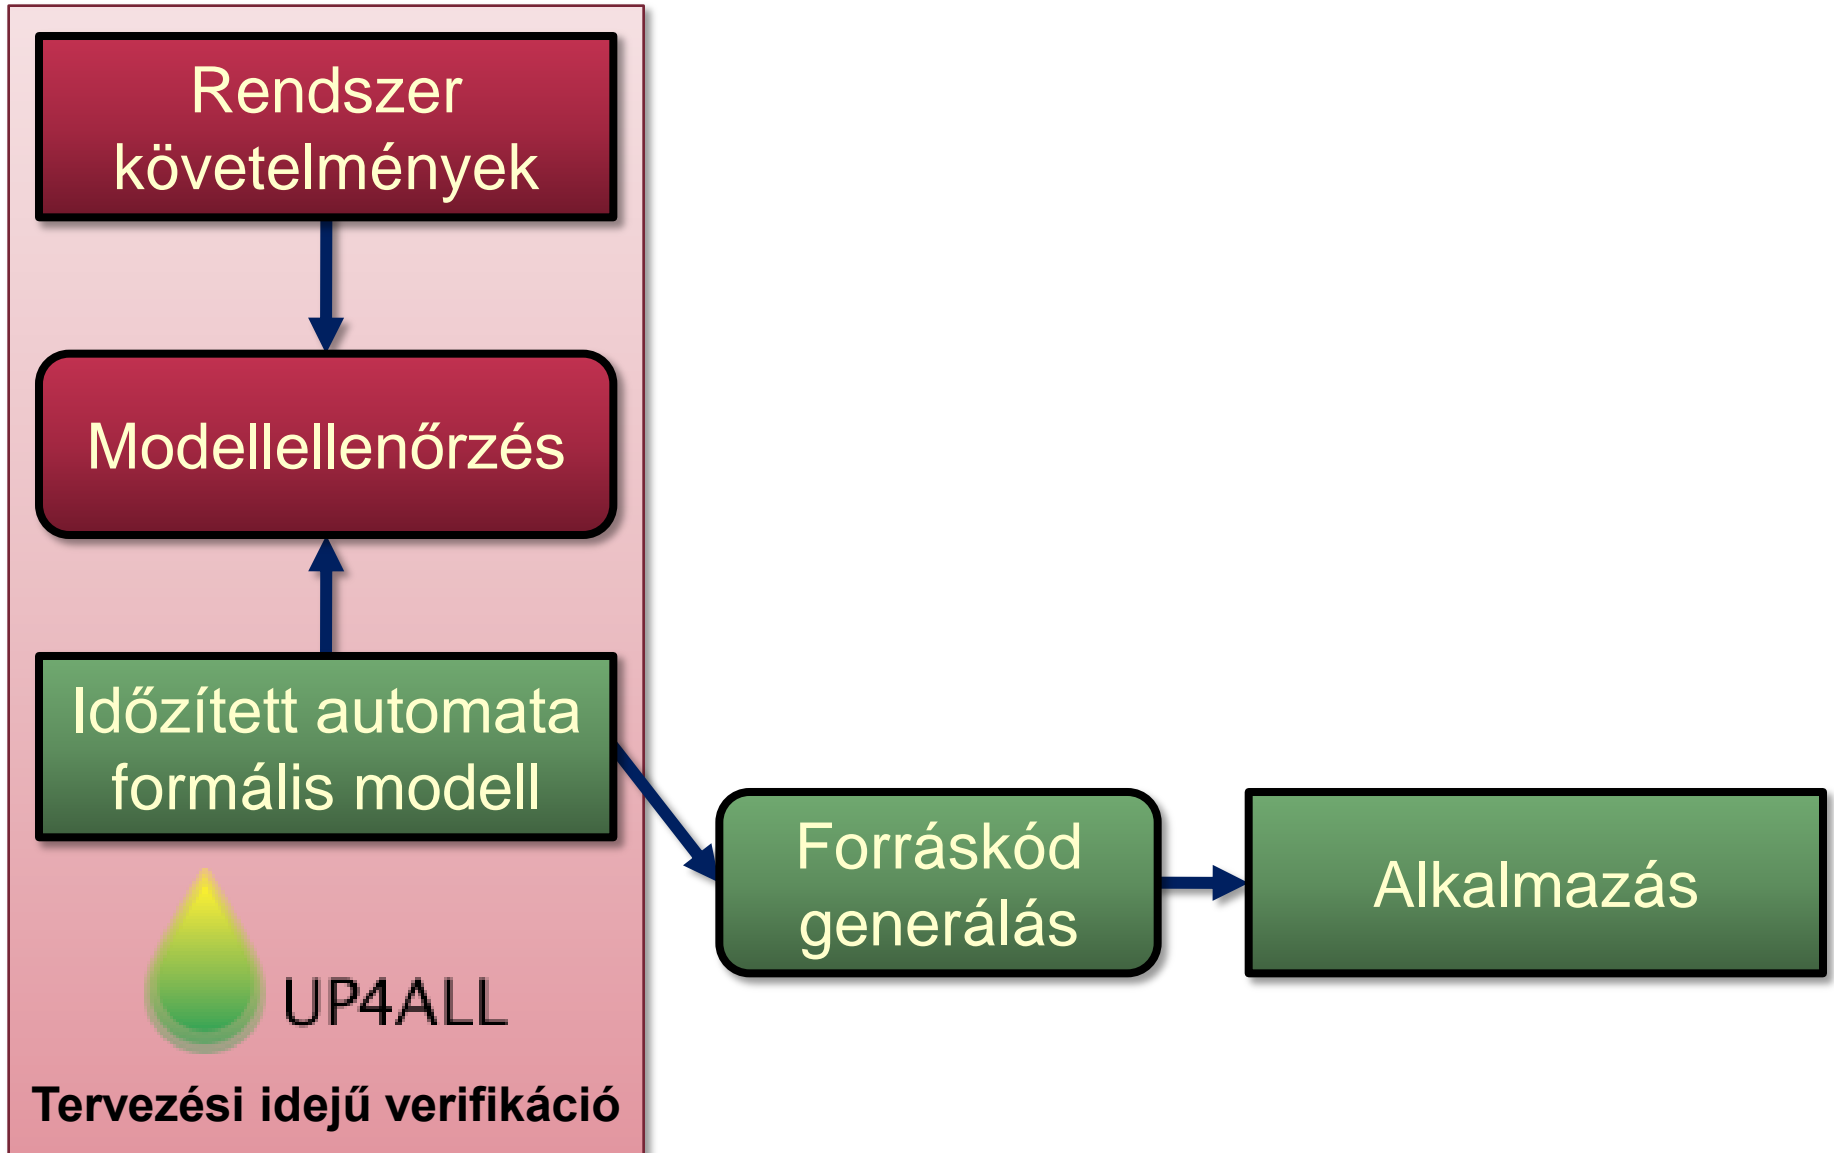 Rendszer
követelmények
Modellellenőrzés
Időzített automata
formális modell
Forráskód
generálás
Alkalmazás
UP4ALL
Tervezési idejű verifikáció